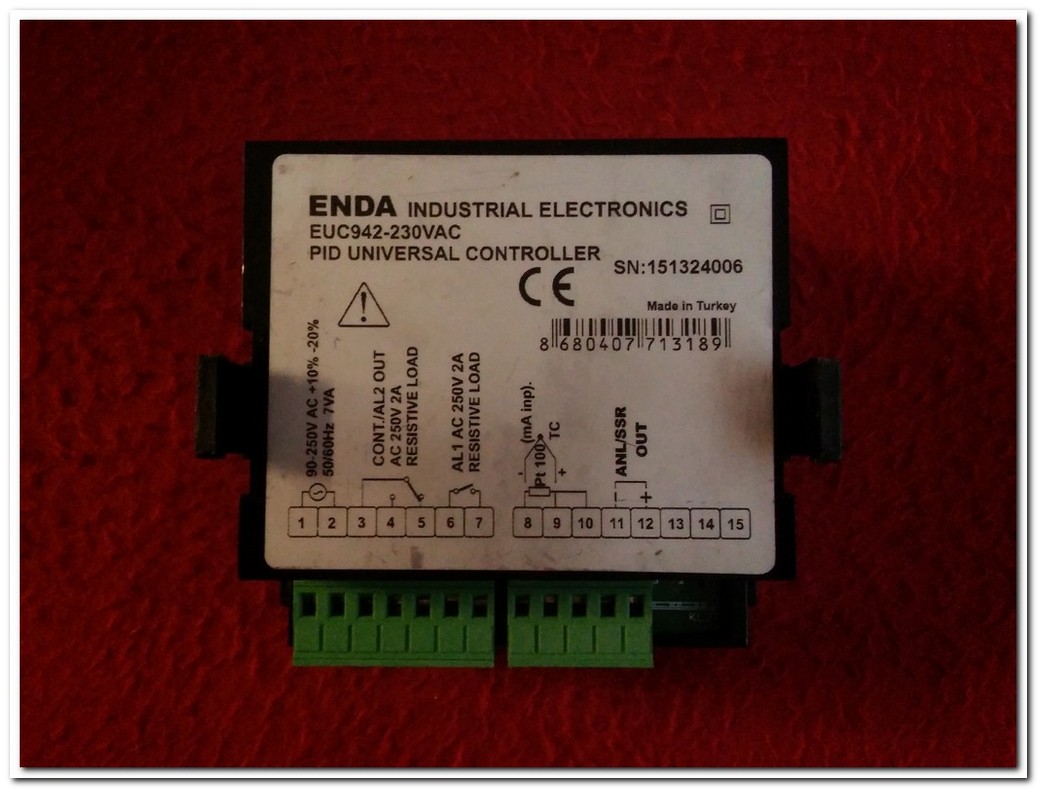 ENDA INDUSTRIAL ELECTRONICS
EUC942-230VAC
PID UNIVERSAL CONTROLLER
SN:151324006
CE
Made in Turkey
8 680407 713189
90-250V AC +10% -20%
50/60Hz 7VA
CONT./AL2 OUT
AC 250V 2A
RESISTIVE LOAD
AL1 AC 250V 2A
RESISTIVE LOAD
(mA inp).
Pt 100
TC
- +
ANL/SSR
OUT
- +
1 2 3 4 5 6 7 8 9 10 11 12 13 14 15